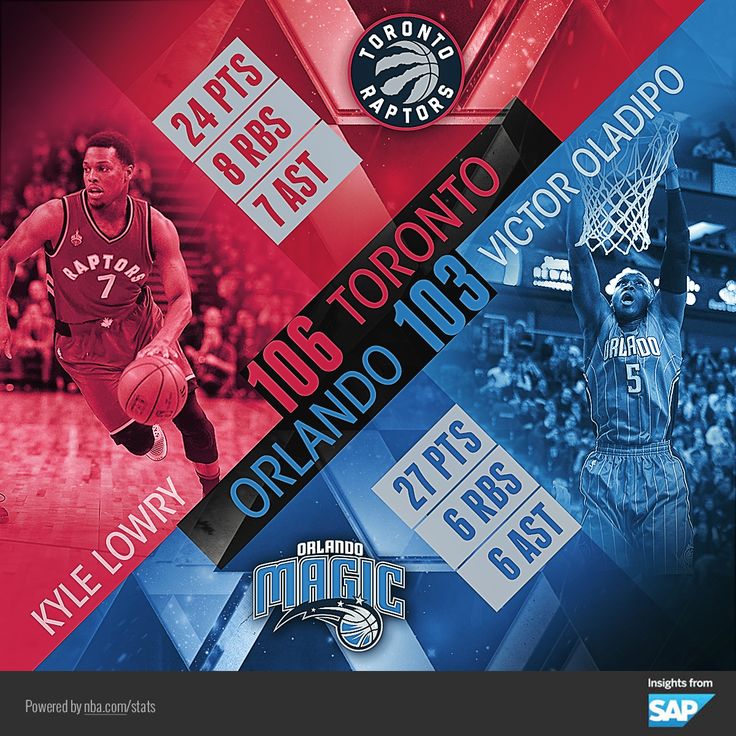 TORONTO
RAPTORS
24 PTS
8 RBS
7 AST
KYLE LOWRY
RAPTORS
7
106 TORONTO
ORLANDO 103
VICTOR OLADIPO
ORLANDO
5
27 PTS
6 RBS
6 AST
ORLANDO
MAGIC
Powered by nba.com/stats
Insights from
SAP